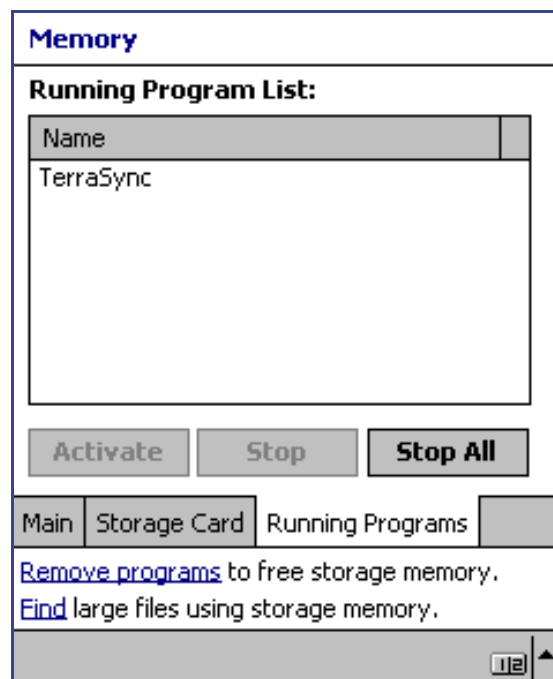 Memory
Running Program List:
Name
TerraSync
Activate Stop Stop All
Main Storage Card Running Programs
Remove programs to free storage memory.
Find large files using storage memory.